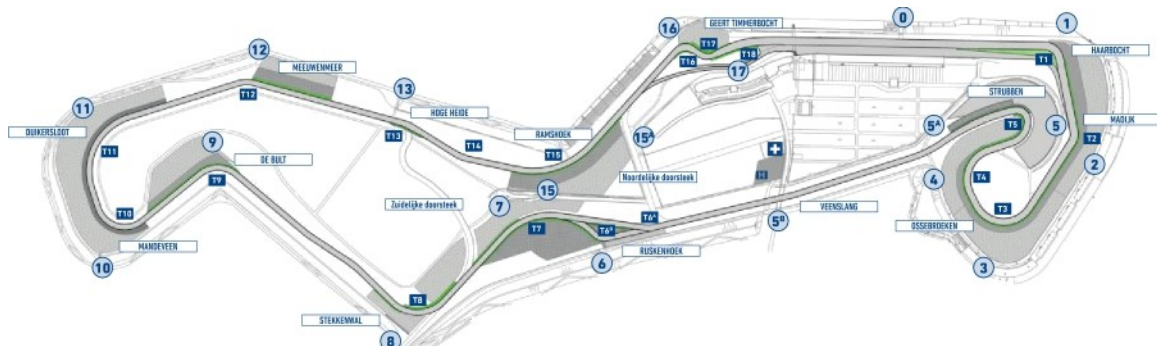 16
GEERT TIMMERBOCHT
0
1
T17
T18
T16
17
T1
HAARBOCHT
12
MEEUWENMEER
13
HOGE HEIDE
T12
T13
T14
11
DUIKERSLOOT
T11
9
DE BULT
T9
T10
MANDEVEEN
10
RAMSHOEK
T15
15A
15
Noordelijke doorsteek
Zuidelijke doorsteek
7
T7
T6A
T6B
6
RUSKENHOEK
T8
STEKKENWAL
8
H
5B
VEENSLANG
STRUBBEN
5A
T5
5
MADIJK
T2
2
4
T4
T3
OSSEBROEKEN
3